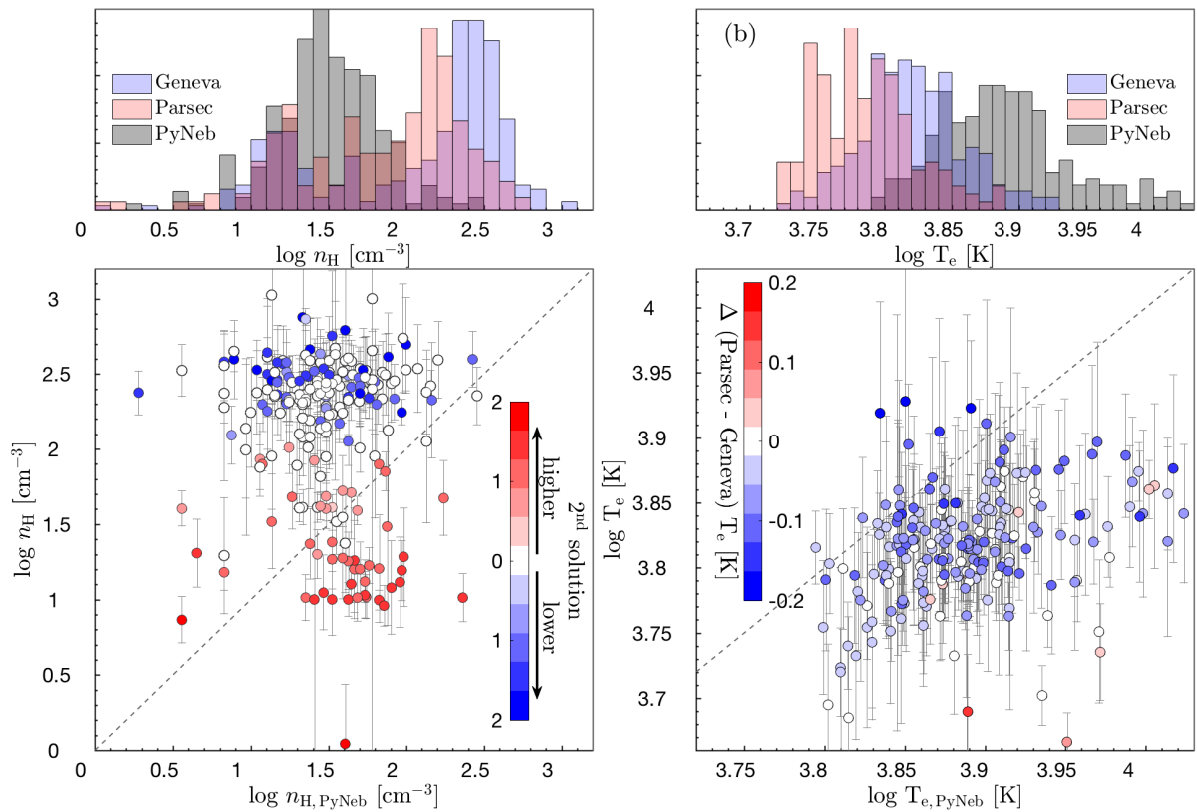 Geneva
Parsec
PyNeb
0 0.5 1 1.5 2 2.5 3
log n_H [cm⁻³]
(b)
Geneva
Parsec
PyNeb
3.7 3.75 3.8 3.85 3.9 3.95 4
log T_e [K]
3
2.5
2
1.5
1
0.5
0
log n_H [cm⁻³]
2
1
0
1
2
higher
lower
2ⁿᵈ solution
0 0.5 1 1.5 2 2.5 3
log n_H, PyNeb [cm⁻³]
4
3.95
3.9
3.85
3.8
3.75
3.7
log T_e [K]
0.2
0.1
0
-0.1
-0.2
Δ (Parsec - Geneva) T_e [K]
3.75 3.8 3.85 3.9 3.95 4
log T_e, PyNeb [K]